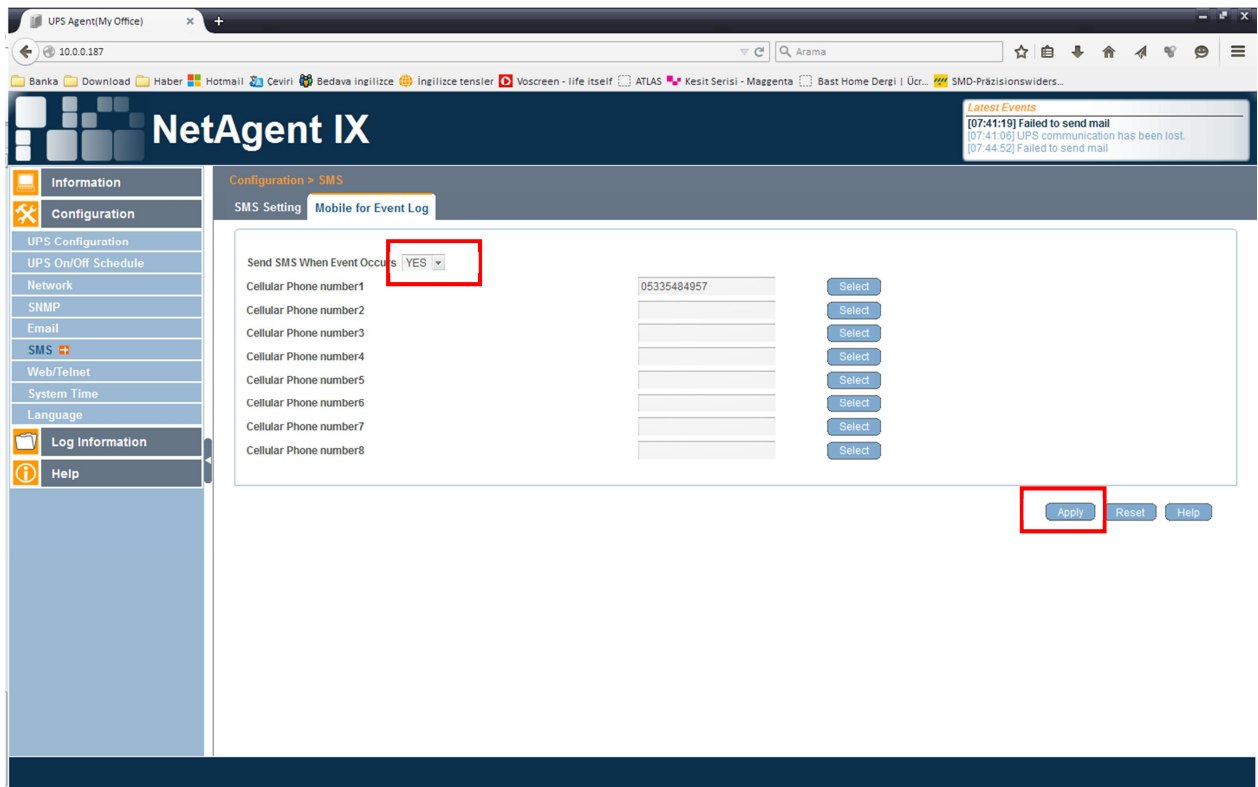 UPS Agent(My Office)
10.0.0.187
Arama
Banka Download Haber Hotmail Çeviri Bedava ingilizce İngilizce tensler Voscreen - life itself ATLAS Kesit Serisi - Maggenta Bast Home Dergi | Ücr... SMD-Präzisionswiders...
NetAgent IX
Latest Events
[07:41:19] Failed to send mail
[07:41:06] UPS communication has been lost.
[07:44:52] Failed to send mail
Information
Configuration
UPS Configuration
UPS On/Off Schedule
Network
SNMP
Email
SMS
Web/Telnet
System Time
Language
Log Information
Help
Configuration > SMS
SMS Setting Mobile for Event Log
Send SMS When Event Occurs YES
Cellular Phone number1 05335484957 Select
Cellular Phone number2 Select
Cellular Phone number3 Select
Cellular Phone number4 Select
Cellular Phone number5 Select
Cellular Phone number6 Select
Cellular Phone number7 Select
Cellular Phone number8 Select
Apply Reset Help